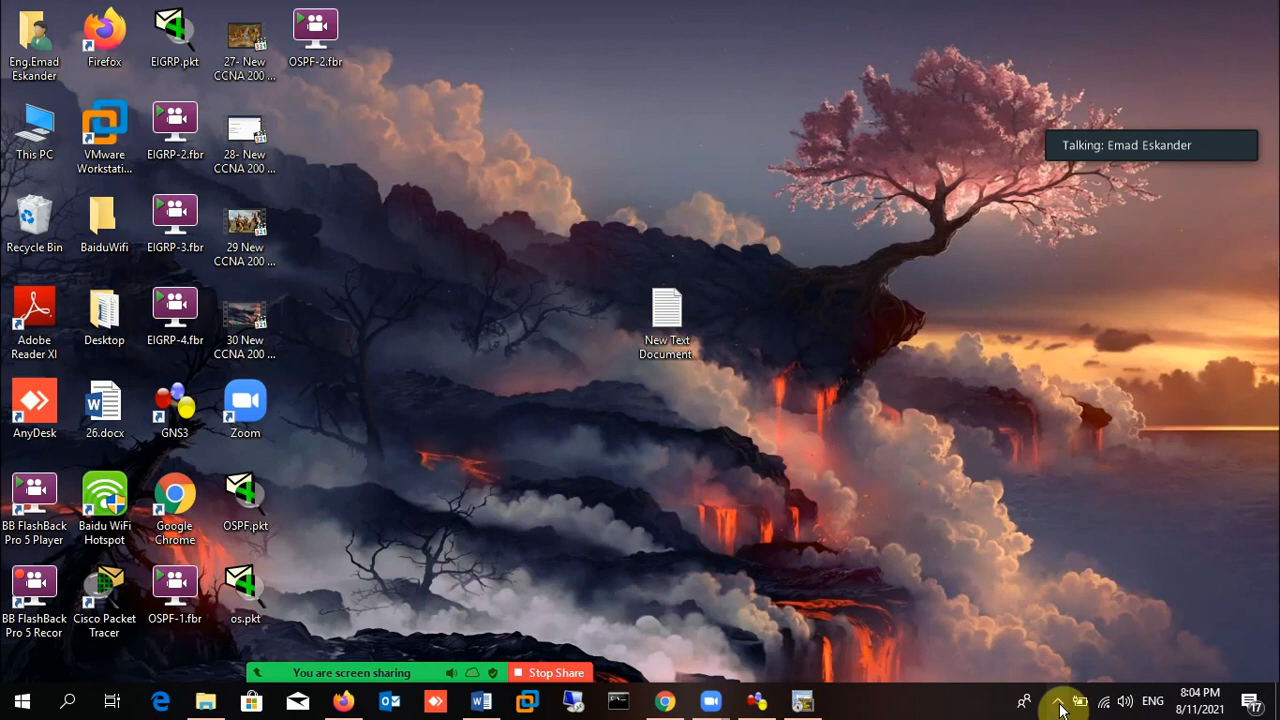 Eng.Emad
Eskander
Firefox
EIGRP.pkt
27- New
CCNA 200 ...
OSPF-2.fbr
This PC
VMware
Workstati...
EIGRP-2.fbr
28- New
CCNA 200 ...
Talking: Emad Eskander
Recycle Bin
BaiduWifi
EIGRP-3.fbr
29 New
CCNA 200 ...
Adobe
Reader XI
Desktop
EIGRP-4.fbr
30 New
CCNA 200 ...
New Text
Document
AnyDesk
26.docx
GNS3
Zoom
BB FlashBack
Pro 5 Player
Baidu WiFi
Hotspot
Google
Chrome
OSPF.pkt
BB FlashBack
Pro 5 Recor
Cisco Packet
Tracer
OSPF-1.fbr
os.pkt
You are screen sharing
Stop Share
ENG
8:04 PM
8/11/2021
17